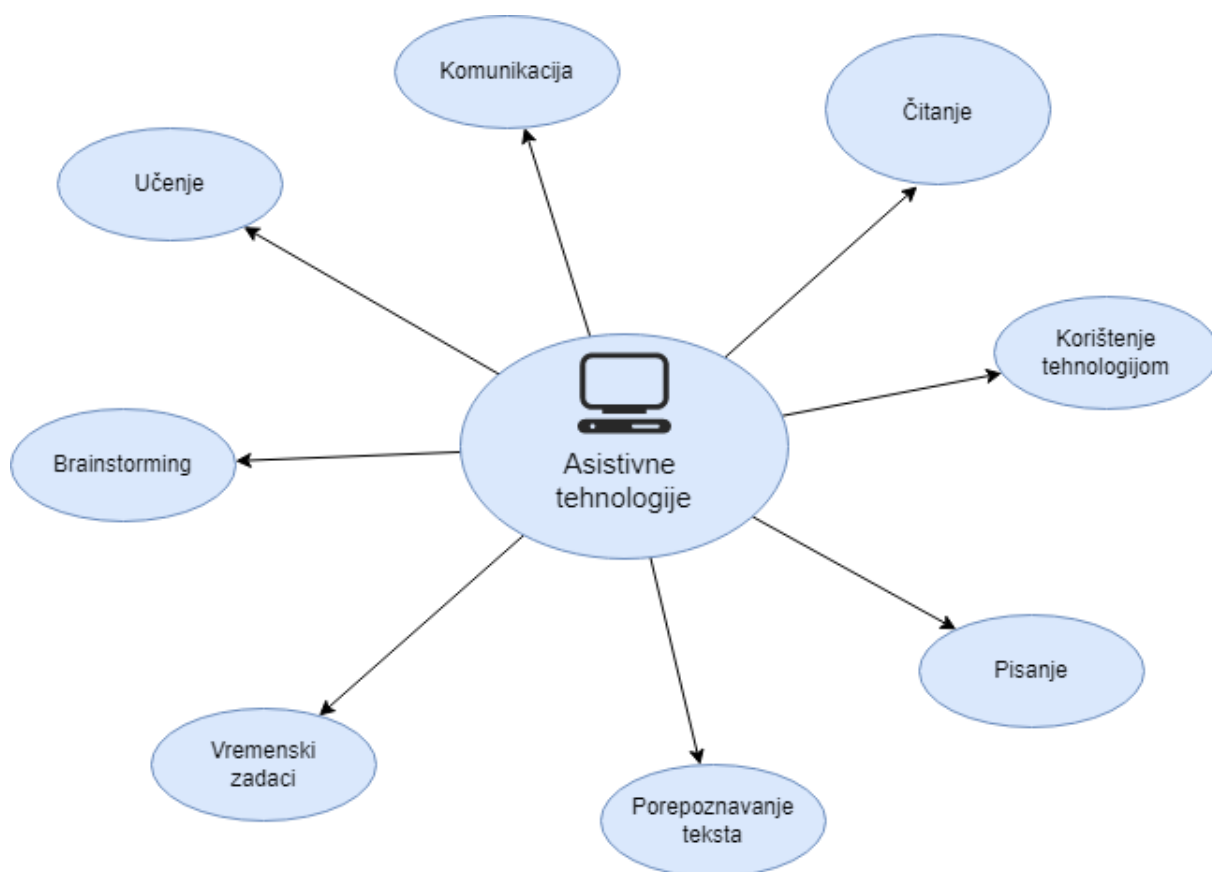 Komunikacija
Čitanje
Učenje
Korištenje
tehnologijom
Brainstorming
Asistivne
tehnologije
Pisanje
Vremenski
zadaci
Porepoznavanje
teksta